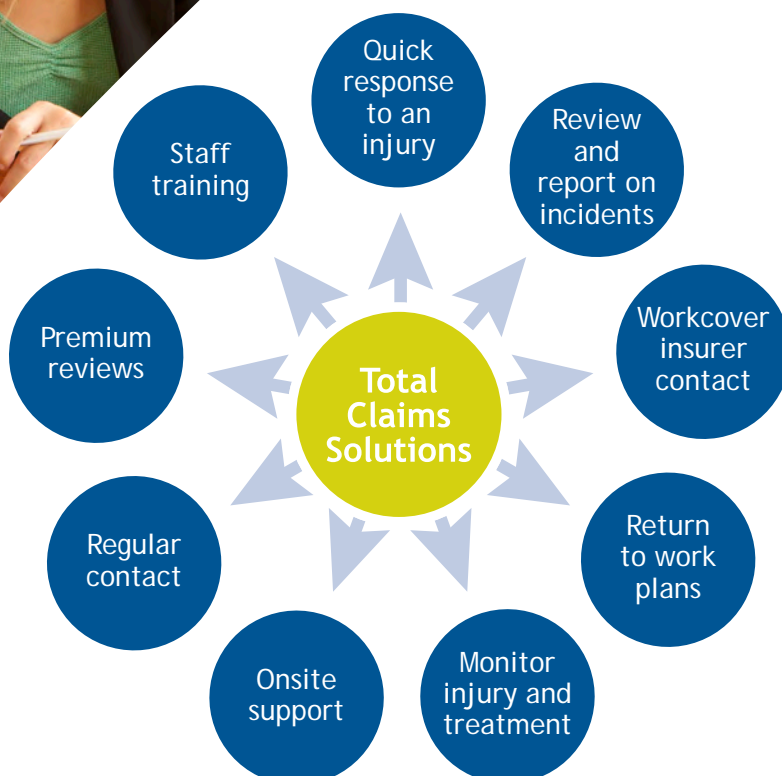 Quick
response
to an
injury
Review
and
report on
incidents
Workcover
insurer
contact
Return
to work
plans
Monitor
injury and
treatment
Onsite
support
Regular
contact
Premium
reviews
Staff
training
Total
Claims
Solutions